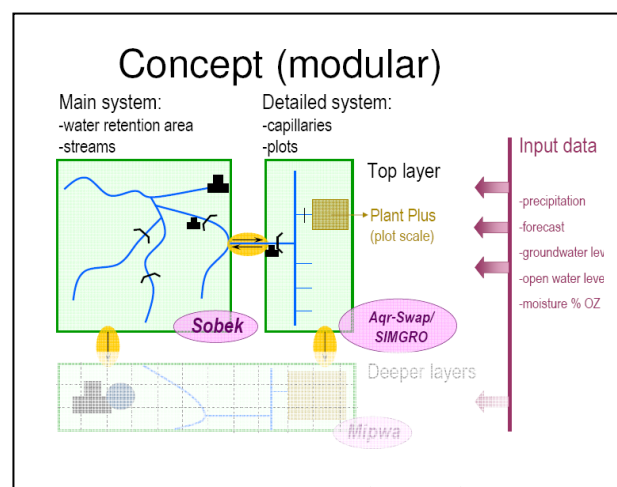 Concept (modular)
Main system:
-water retention area
-streams
Detailed system:
-capillaries
-plots
Top layer
Plant Plus
(plot scale)
Sobek
Aqr-Swap/
SIMGRO
Deeper layers
Mipwa
Input data
-precipitation
-forecast
-groundwater lev
-open water leve
-moisture % OZ